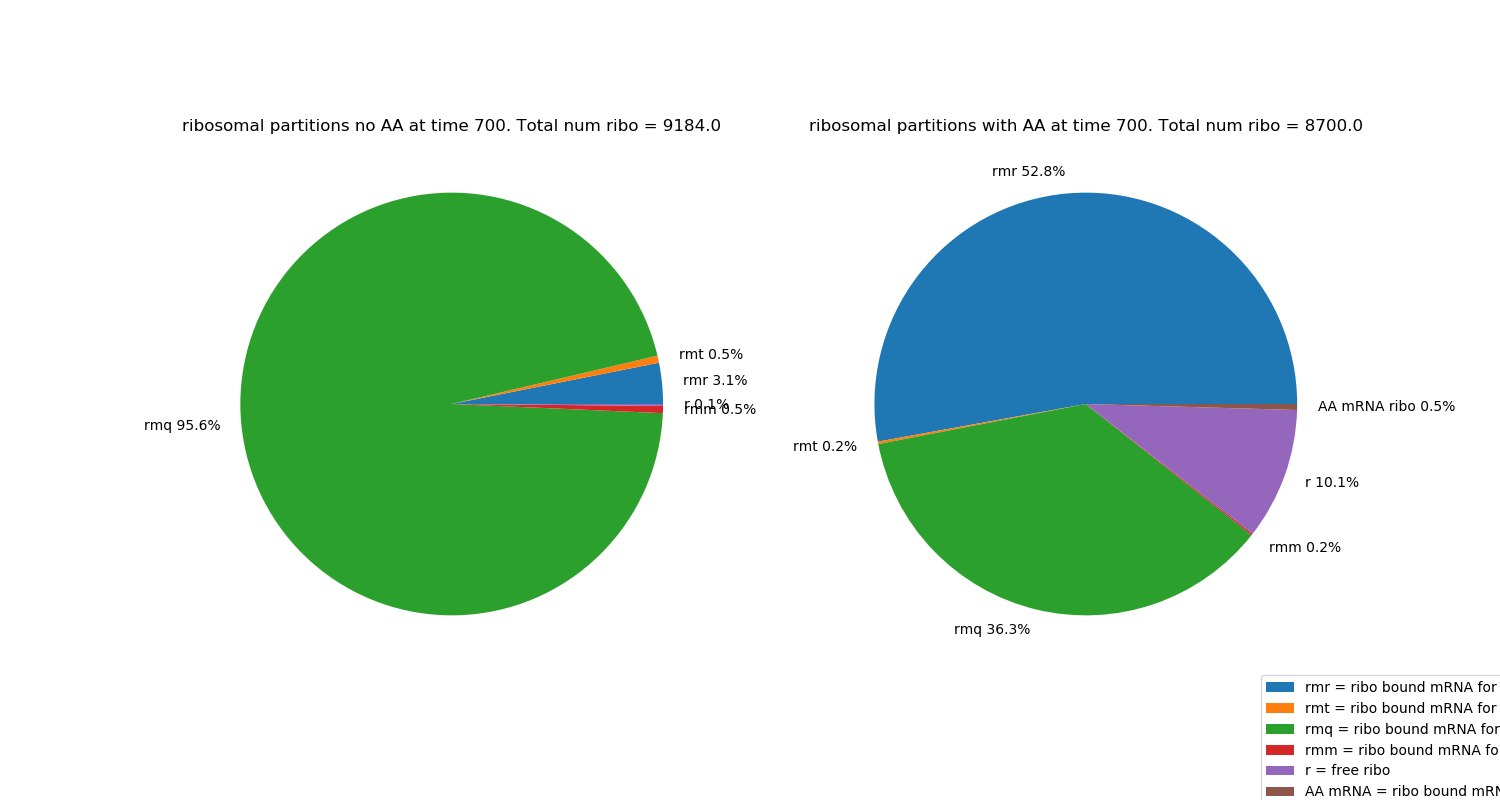 ribosomal partitions no AA at time 700. Total num ribo = 9184.0
rmt 0.5%
rmr 3.1%
r 0.1%
rmm 0.5%
rmq 95.6%
ribosomal partitions with AA at time 700. Total num ribo = 8700.0
rmr 52.8%
AA mRNA ribo 0.5%
rmt 0.2%
r 10.1%
rmm 0.2%
rmq 36.3%
rmr = ribo bound mRNA for
rmt = ribo bound mRNA for
rmq = ribo bound mRNA for
rmm = ribo bound mRNA fo
r = free ribo
AA mRNA = ribo bound mRN